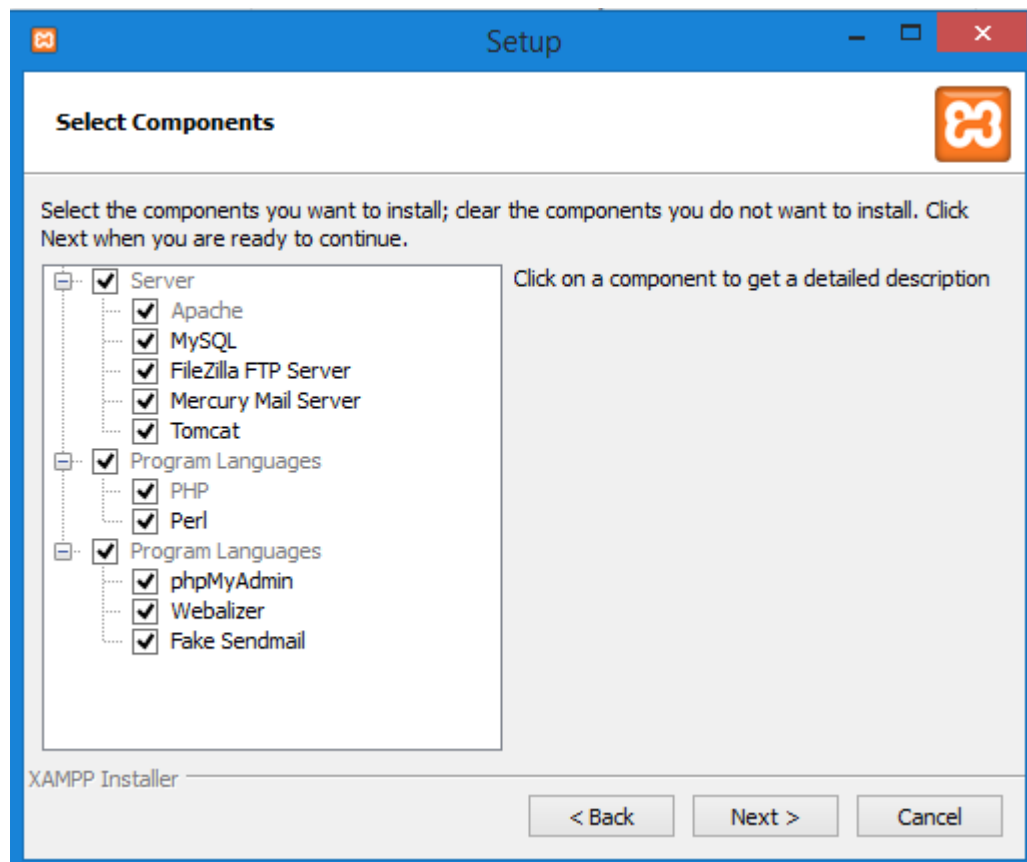 Setup
Select Components
Select the components you want to install; clear the components you do not want to install. Click
Next when you are ready to continue.
Server
Apache
MySQL
FileZilla FTP Server
Mercury Mail Server
Tomcat
Program Languages
PHP
Perl
Program Languages
phpMyAdmin
Webalizer
Fake Sendmail
Click on a component to get a detailed description
XAMPP Installer
< Back
Next >
Cancel